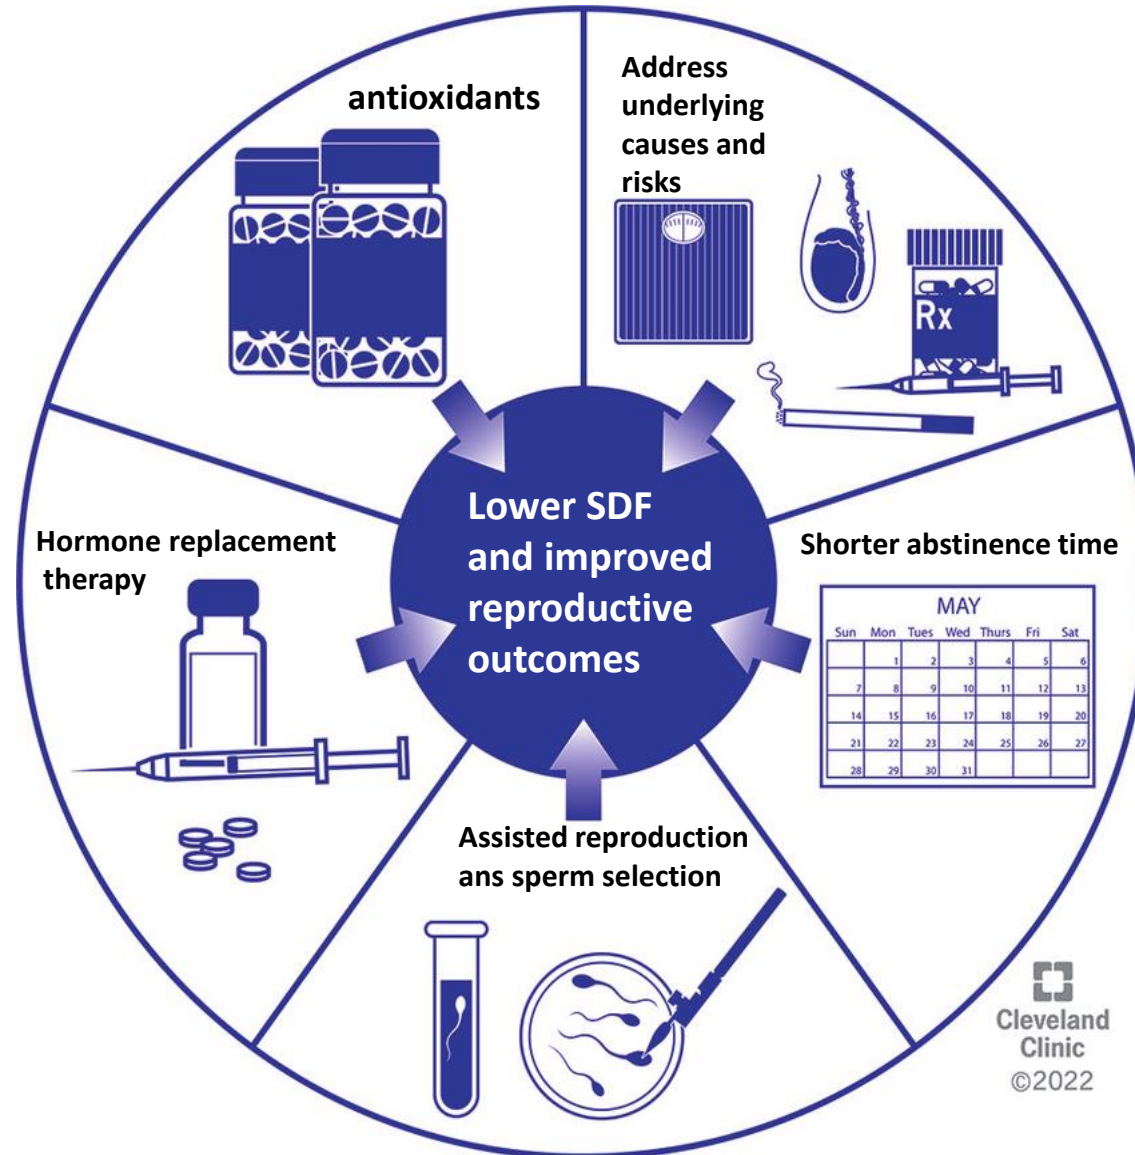 antioxidants
Address
underlying
causes and
risks
Rx
Hormone replacement
therapy
Lower SDF
and improved
reproductive
outcomes
Shorter abstinence time
MAY
Sun Mon Tues Wed Thurs Fri Sat
1 2 3 4 5 6
7 8 9 10 11 12 13
14 15 16 17 18 19 20
21 22 23 24 25 26 27
28 29 30 31
Assisted reproduction
ans sperm selection
Cleveland
Clinic
©2022